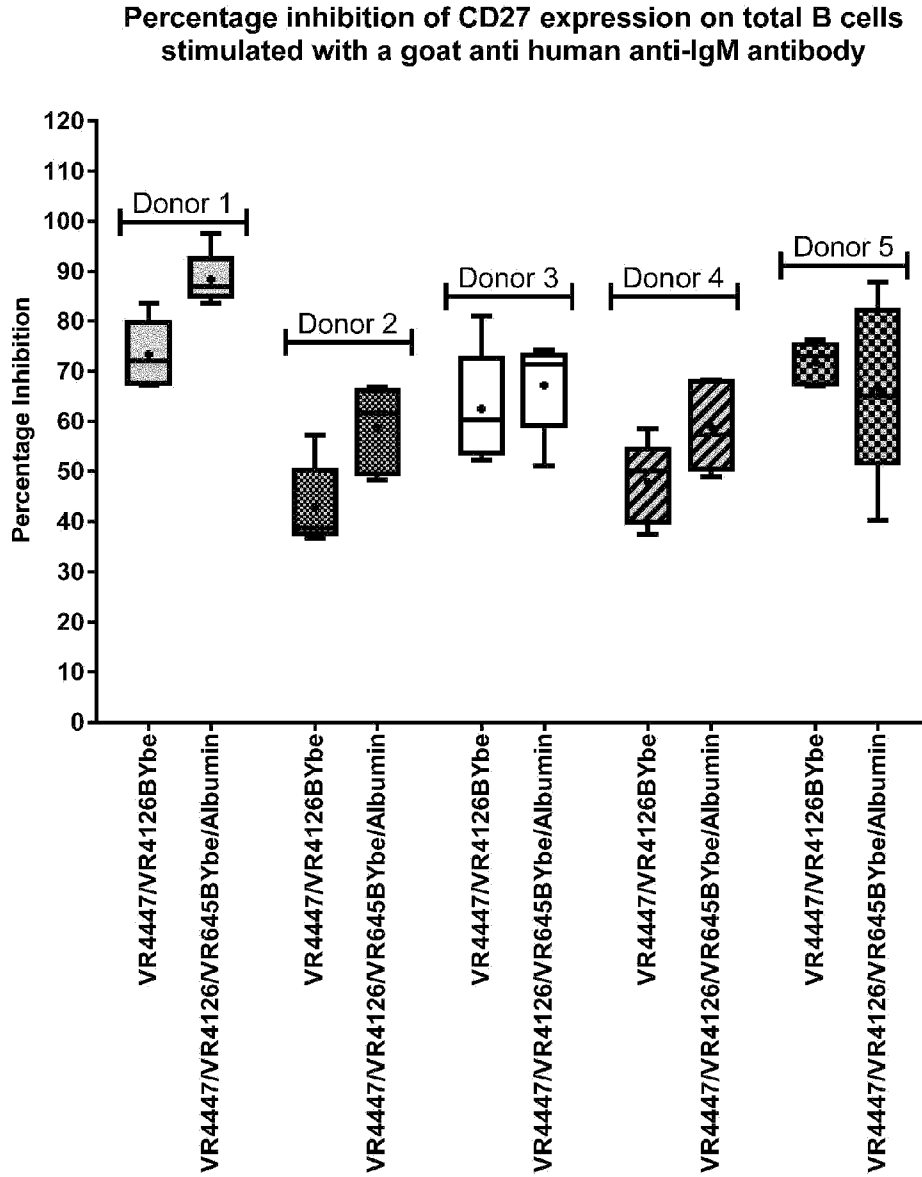 Percentage inhibition of CD27 expression on total B cells
stimulated with a goat anti human anti-IgM antibody
Percentage Inhibition
120
110
100
90
80
70
60
50
40
30
20
10
0
Donor 1
Donor 2
Donor 3
Donor 4
Donor 5
VR4447/VR4126BYbe
VR4447/VR4126/VR645BYbe/Albumin
VR4447/VR4126BYbe
VR4447/VR4126/VR645BYbe/Albumin
VR4447/VR4126BYbe
VR4447/VR4126/VR645BYbe/Albumin
VR4447/VR4126BYbe
VR4447/VR4126/VR645BYbe/Albumin
VR4447/VR4126BYbe
VR4447/VR4126/VR645BYbe/Albumin